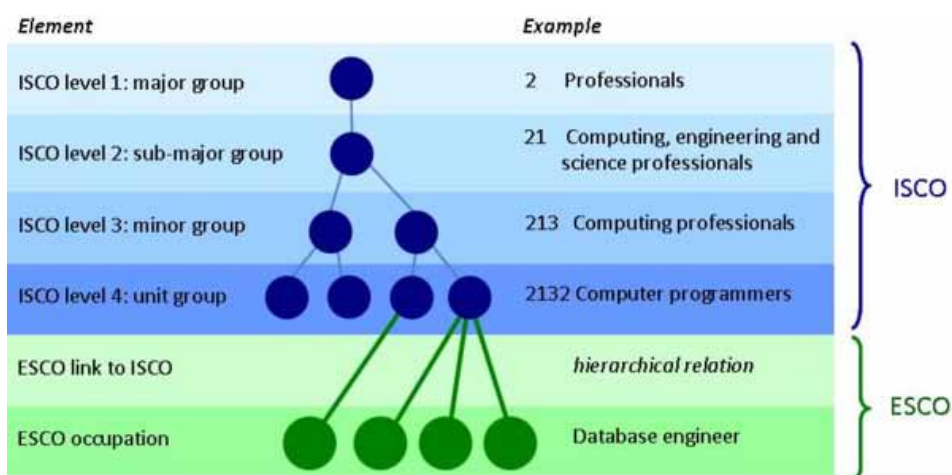 Element Example
ISCO level 1: major group 2 Professionals
ISCO level 2: sub-major group 21 Computing, engineering and
science professionals
ISCO
ISCO level 3: minor group 213 Computing professionals
ISCO level 4: unit group 2132 Computer programmers
ESCO link to ISCO hierarchical relation
ESCO
ESCO occupation Database engineer